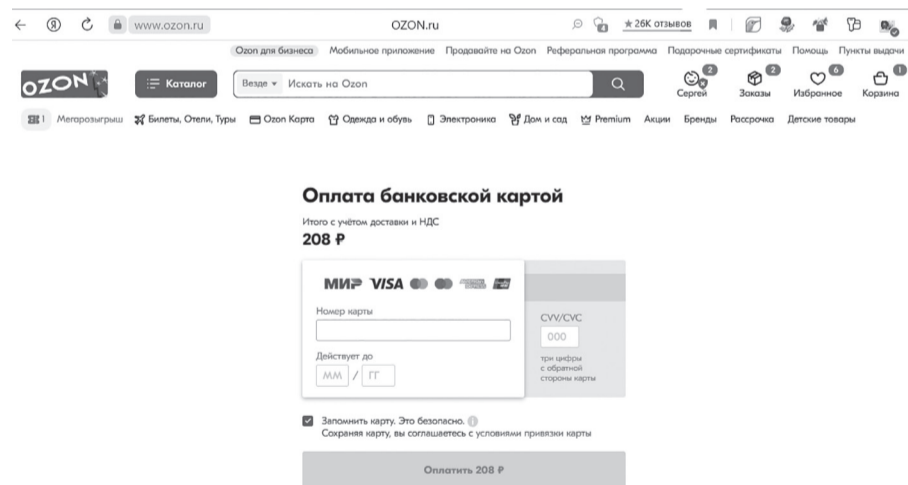 www.ozon.ru OZON.ru ★ 26K отзывов
Ozon для бизнеса Мобильное приложение Продавайте на Ozon Реферальная программа Подарочные сертификаты Помощь Пункты выдачи
OZON Каталог Везде Искать на Ozon 2 Сергей 2 Заказы 6 Избранное 1 Корзина
Мегарозыгрыш Билеты, Отели, Туры Ozon Карта Одежда и обувь Электроника Дом и сад Premium Акции Бренды Рассрочка Детские товары
Оплата банковской картой
Итого с учётом доставки и НДС
208 ₽
МИР VISA
Номер карты
CVV/CVC
000
Действует до
ММ / ГГ
три цифры
с обратной
стороны карты
Запомнить карту. Это безопасно.
Сохраняя карту, вы соглашаетесь с условиями привязки карты
Оплатить 208 ₽